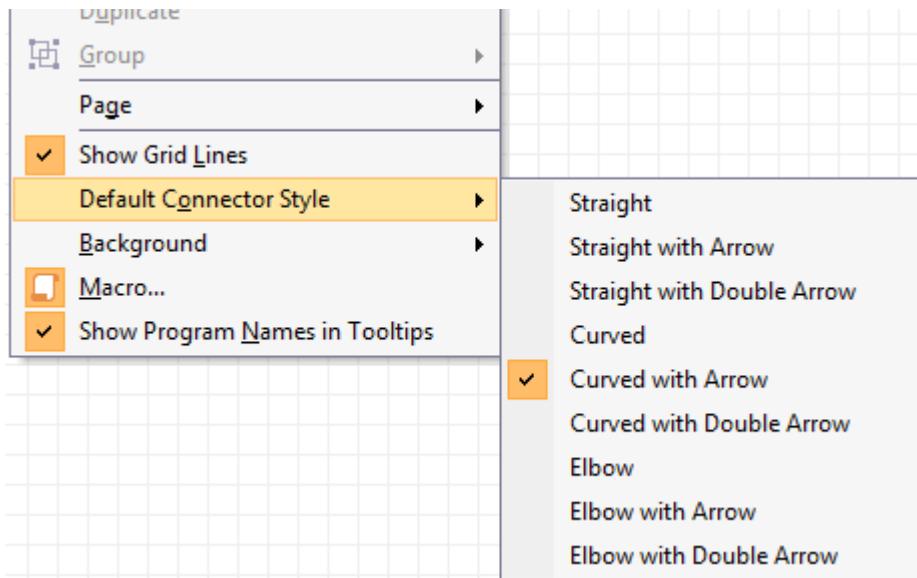 Duplicate
Group
Page
Show Grid Lines
Default Connector Style
Background
Macro...
Show Program Names in Tooltips
Straight
Straight with Arrow
Straight with Double Arrow
Curved
Curved with Arrow
Curved with Double Arrow
Elbow
Elbow with Arrow
Elbow with Double Arrow